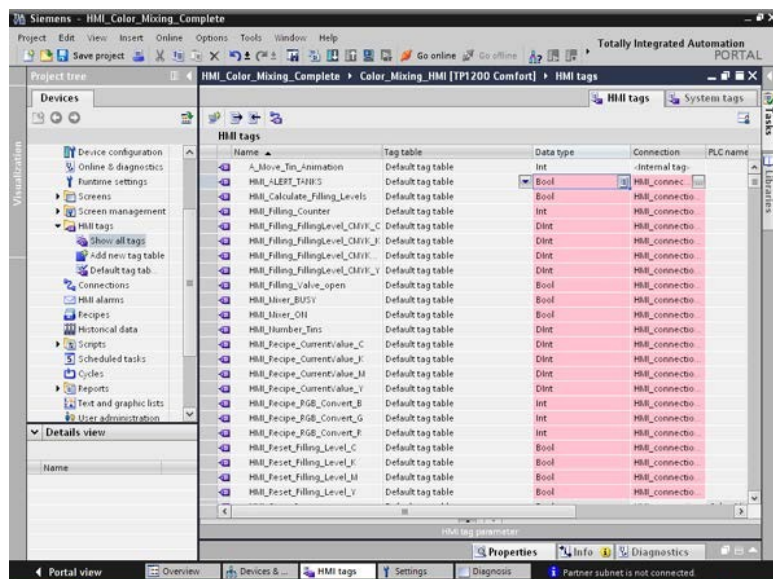 Siemens - HMI_Color_Mixing_Complete
Project Edit View Insert Online Options Tools Window Help
Totally Integrated Automation
PORTAL
Save project Go online Go offline
Project tree
HMI_Color_Mixing_Complete › Color_Mixing_HMI [TP1200 Comfort] › HMI tags
Devices
HMI tags System tags
Tasks
Libraries
Visualization
HMI tags
Name Tag table Data type Connection PLC name
A_Move_Tin_Animation Default tag table Int <Internal tag>
HMI_ALERT_TANKS Default tag table Bool HMI_connec...
HMI_Calculate_Filling_Levels Default tag table Bool HMI_connectio...
HMI_Filling_Counter Default tag table Int HMI_connectio...
HMI_Filling_FillingLevel_CMYK_C Default tag table DInt HMI_connectio...
HMI_Filling_FillingLevel_CMYK_K Default tag table DInt HMI_connectio...
HMI_Filling_FillingLevel_CMYK... Default tag table DInt HMI_connectio...
HMI_Filling_FillingLevel_CMYK_Y Default tag table DInt HMI_connectio...
HMI_Filling_Valve_open Default tag table Bool HMI_connectio...
HMI_Mixer_BUSY Default tag table Bool HMI_connectio...
HMI_Mixer_ON Default tag table Bool HMI_connectio...
HMI_Number_Tins Default tag table DInt HMI_connectio...
HMI_Recipe_CurrentValue_C Default tag table DInt HMI_connectio...
HMI_Recipe_CurrentValue_K Default tag table DInt HMI_connectio...
HMI_Recipe_CurrentValue_M Default tag table DInt HMI_connectio...
HMI_Recipe_CurrentValue_Y Default tag table DInt HMI_connectio...
HMI_Recipe_RGB_Convert_B Default tag table Int HMI_connectio...
HMI_Recipe_RGB_Convert_G Default tag table Int HMI_connectio...
HMI_Recipe_RGB_Convert_R Default tag table Int HMI_connectio...
HMI_Reset_Filling_Level_C Default tag table Bool HMI_connectio...
HMI_Reset_Filling_Level_K Default tag table Bool HMI_connectio...
HMI_Reset_Filling_Level_M Default tag table Bool HMI_connectio...
HMI_Reset_Filling_Level_Y Default tag table Bool HMI_connectio...
Device configuration
Online & diagnostics
Runtime settings
Screens
Screen management
HMI tags
Show all tags
Add new tag table
Default tag tab...
Connections
HMI alarms
Recipes
Historical data
Scripts
Scheduled tasks
Cycles
Reports
Text and graphic lists
User administration
Details view
Name
HMI tag parameter
Properties Info Diagnostics
Portal view Overview Devices & ... HMI tags Settings Diagnosis Partner subnet is not connected.